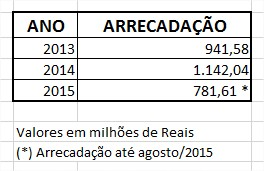 ANO ARRECADAÇÃO
2013 941,58
2014 1.142,04
2015 781,61 *
Valores em milhões de Reais
(*) Arrecadação até agosto/2015